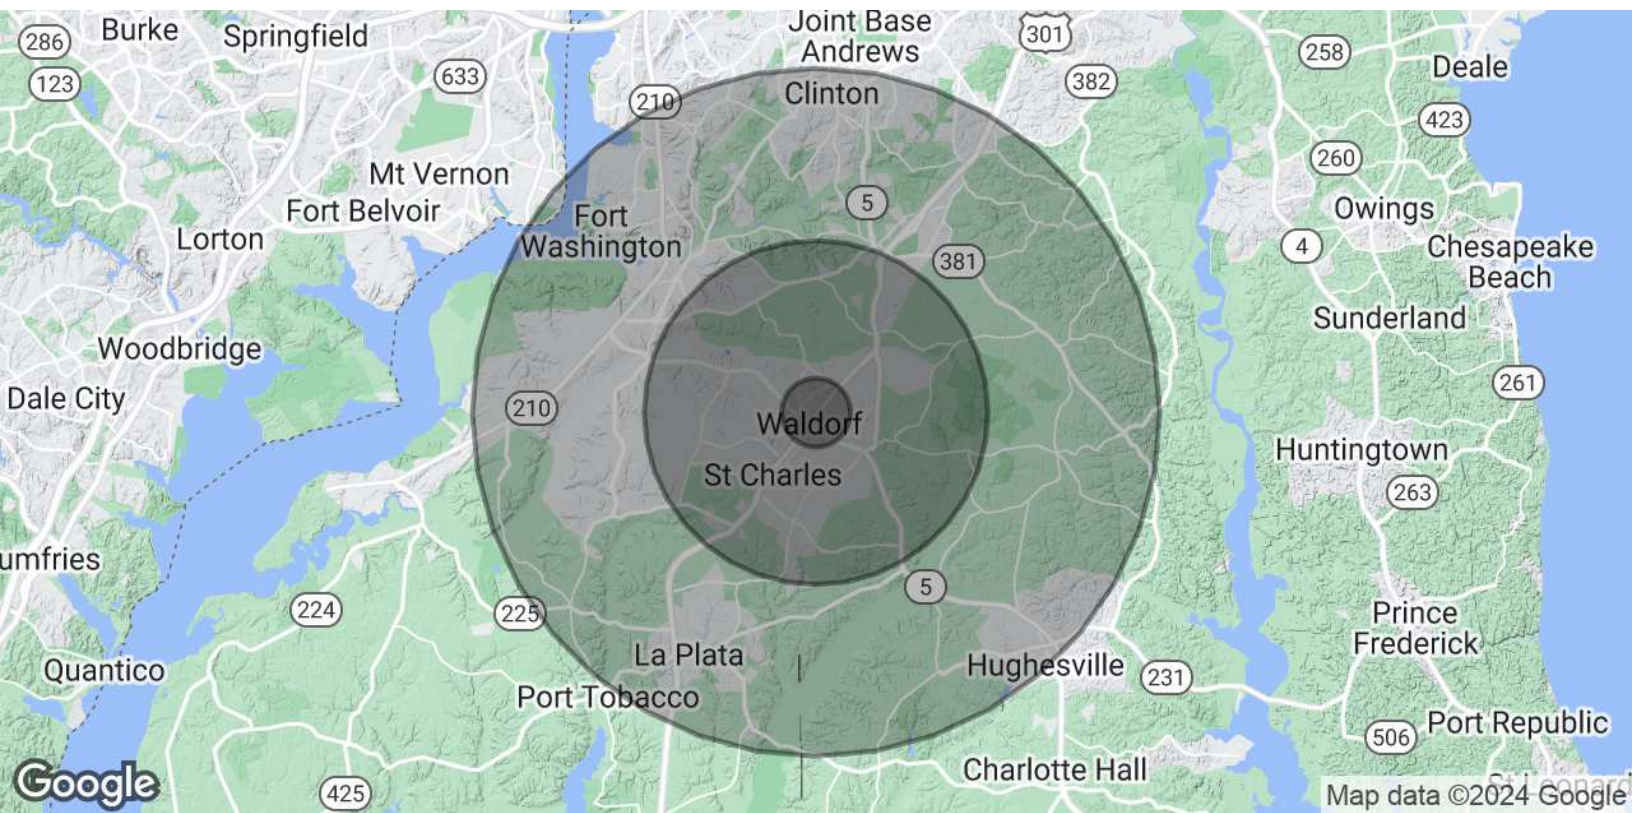 Joint Base
Andrews
Burke
Springfield
301
286
258
Deale
633
382
123
Clinton
210
423
260
Mt Vernon
5
Fort Belvoir
Fort
Washington
Owings
Lorton
4
Chesapeake
Beach
381
Sunderland
Woodbridge
261
Dale City
210
Waldorf
Huntingtown
St Charles
263
umfries
5
224
225
Prince
Frederick
La Plata
Hughesville
Quantico
231
Port Tobacco
Port Republic
506
Charlotte Hall
Google
425
St Leonard
Map data ©2024 Google